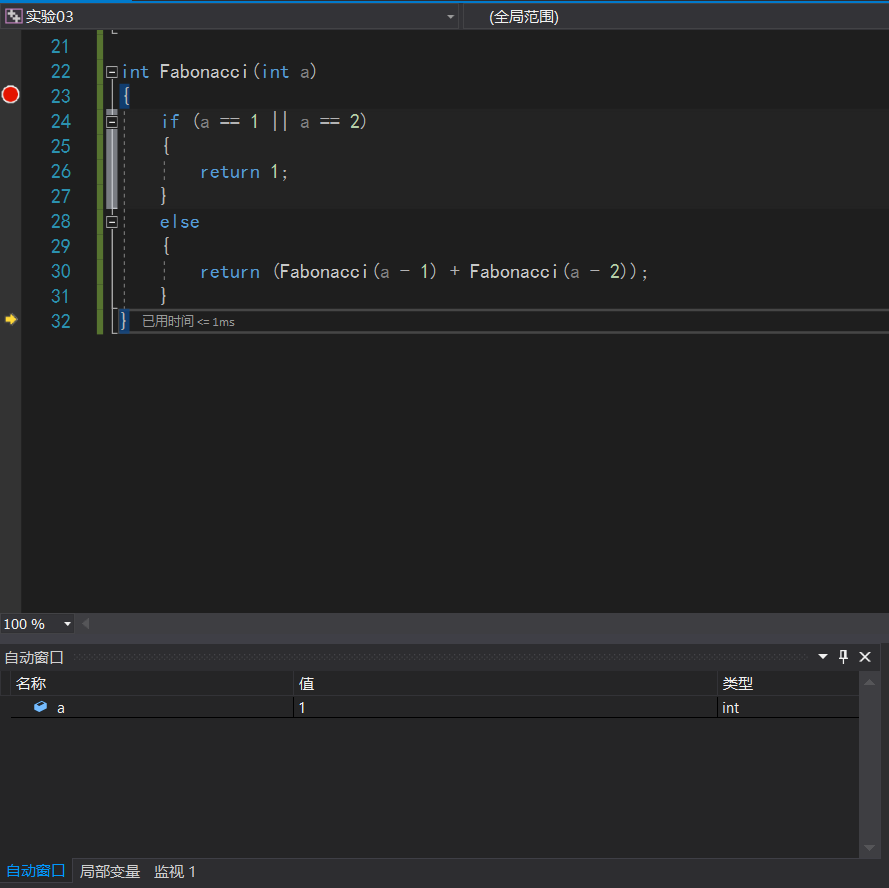 实验03 (全局范围)
21
22 int Fabonacci(int a)
23 {
24 if (a == 1 || a == 2)
25 {
26 return 1;
27 }
28 else
29 {
30 return (Fabonacci(a - 1) + Fabonacci(a - 2));
31 }
32 } 已用时间 <= 1ms
100 %
自动窗口
名称 值 类型
a 1 int
自动窗口 局部变量 监视 1